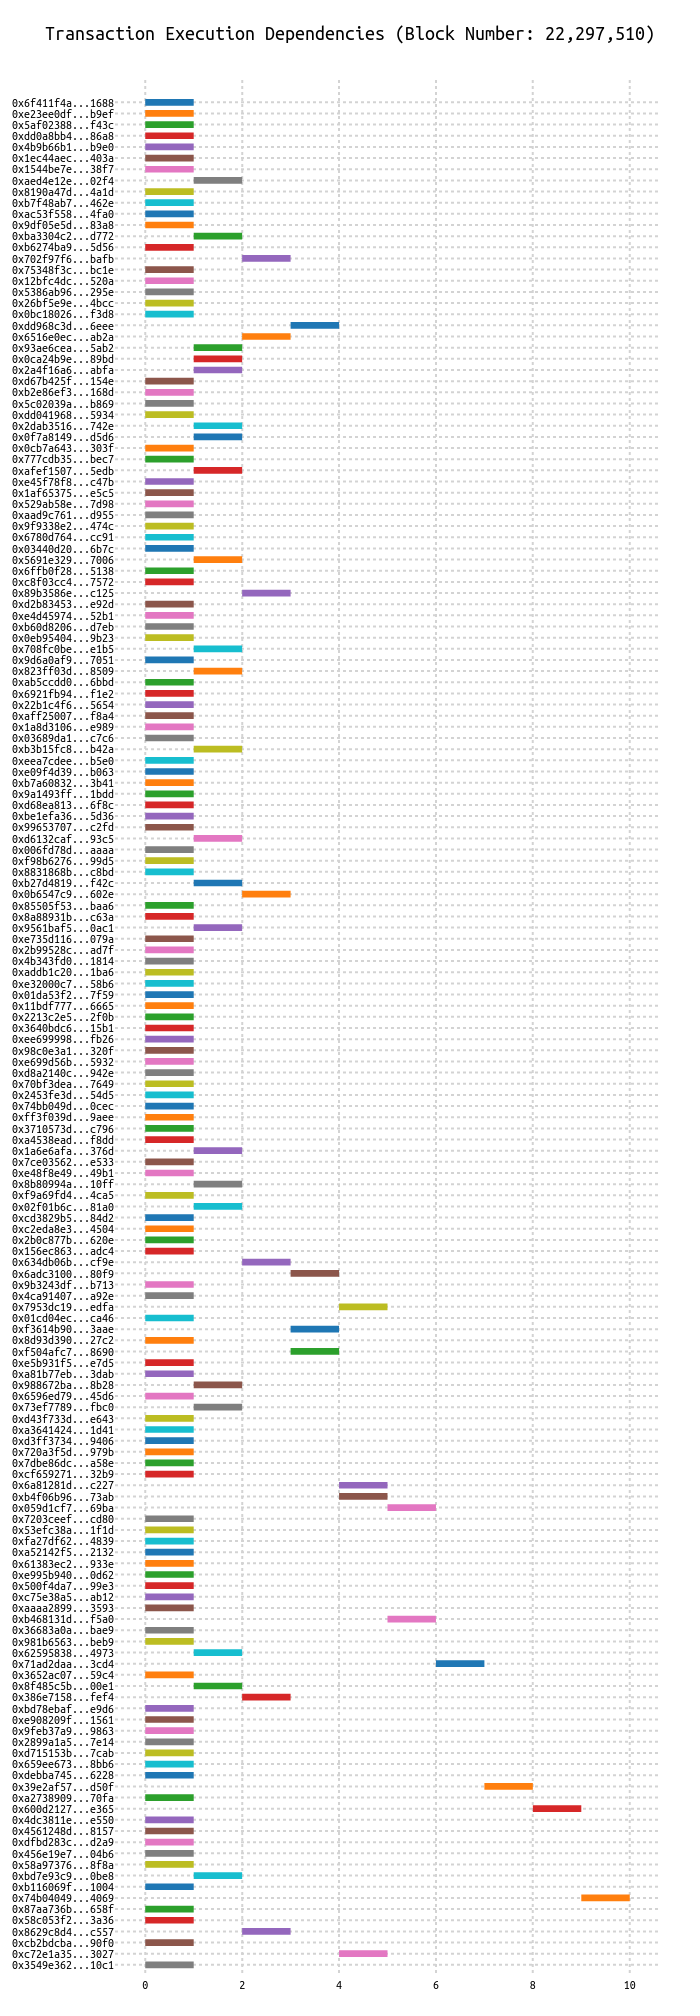 Transaction Execution Dependencies (Block Number: 22,297,510)
0x6f411f4a...1688
0xe23ee0df...b9ef
0x5af02388...f43c
0xdd0a8bb4...86a8
0x4b9b66b1...b9e0
0x1ec44aec...403a
0x1544be7e...38f7
0xaed4e12e...02f4
0x8190a47d...4a1d
0xb7f48ab7...462e
0xac53f558...4fa0
0x9df05e5d...83a8
0xba3304c2...d772
0xb6274ba9...5d56
0x702f97f6...bafb
0x75348f3c...bc1e
0x12bfc4dc...520a
0x5386ab96...295e
0x26bf5e9e...4bcc
0x0bc18026...f3d8
0xdd968c3d...6eee
0x6516e0ec...ab2a
0x93ae6cea...5ab2
0x0ca24b9e...89bd
0x2a4f16a6...abfa
0xd67b425f...154e
0xb2e86ef3...168d
0x5c02039a...b869
0xdd041968...5934
0x2dab3516...742e
0x0f7a8149...d5d6
0x0cb7a643...303f
0x777cdb35...bec7
0xafef1507...5edb
0xe45f78f8...c47b
0x1af65375...e5c5
0x529ab58e...7d98
0xaad9c761...d955
0x9f9338e2...474c
0x6780d764...cc91
0x03440d20...6b7c
0x5691e329...7006
0x6ffb0f28...5138
0xc8f03cc4...7572
0x89b3586e...c125
0xd2b83453...e92d
0xe4d45974...52b1
0xb60d8206...d7eb
0x0eb95404...9b23
0x708fc0be...e1b5
0x9d6a0af9...7051
0x823ff03d...8509
0xab5ccdd0...6bbd
0x6921fb94...f1e2
0x22b1c4f6...5654
0xaff25007...f8a4
0x1a8d3106...e989
0x03689da1...c7c6
0xb3b15fc8...b42a
0xeea7cdee...b5e0
0xe09f4d39...b063
0xb7a60832...3b41
0x9a1493ff...1bdd
0xd68ea813...6f8c
0xbe1efa36...5d36
0x99653707...c2fd
0xd6132caf...93c5
0x006fd78d...aaaa
0xf98b6276...99d5
0x8831868b...c8bd
0xb27d4819...f42c
0x0b6547c9...602e
0x85505f53...baa6
0x8a88931b...c63a
0x9561baf5...0ac1
0xe735d116...079a
0x2b99528c...ad7f
0x4b343fd0...1814
0xaddb1c20...1ba6
0xe32000c7...58b6
0x01da53f2...7f59
0x11bdf777...6665
0x2213c2e5...2f0b
0x3640bdc6...15b1
0xee699998...fb26
0x98c0e3a1...320f
0xe699d56b...5932
0xd8a2140c...942e
0x70bf3dea...7649
0x2453fe3d...54d5
0x74bb049d...0cec
0xff3f039d...9aee
0x3710573d...c796
0xa4538ead...f8dd
0x1a6e6afa...376d
0x7ce03562...e533
0xe48f8e49...49b1
0x8b80994a...10ff
0xf9a69fd4...4ca5
0x02f01b6c...81a0
0xcd3829b5...84d2
0xc2eda8e3...4504
0x2b0c877b...620e
0x156ec863...adc4
0x634db06b...cf9e
0x6adc3100...80f9
0x9b3243df...b713
0x4ca91407...a92e
0x7953dc19...edfa
0x01cd04ec...ca46
0xf3614b90...3aae
0x8d93d390...27c2
0xf504afc7...8690
0xe5b931f5...e7d5
0xa81b77eb...3dab
0x988672ba...8b28
0x6596ed79...45d6
0x73ef7789...fbc0
0xd43f733d...e643
0xa3641424...1d41
0xd3ff3734...9406
0x720a3f5d...979b
0x7dbe86dc...a58e
0xcf659271...32b9
0x6a81281d...c227
0xb4f06b96...73ab
0x059d1cf7...69ba
0x7203ceef...cd80
0x53efc38a...1f1d
0xfa27df62...4839
0xa52142f5...2132
0x61383ec2...933e
0xe995b940...0d62
0x500f4da7...99e3
0xc75e38a5...ab12
0xaaaa2899...3593
0xb468131d...f5a0
0x36683a0a...bae9
0x981b6563...beb9
0x62595838...4973
0x71ad2daa...3cd4
0x3652ac07...59c4
0x8f485c5b...00e1
0x386e7158...fef4
0xbd78ebaf...e9d6
0xe908209f...1561
0x9feb37a9...9863
0x2899a1a5...7e14
0xd715153b...7cab
0x659ee673...8bb6
0xdebba745...6228
0x39e2af57...d50f
0xa2738909...70fa
0x600d2127...e365
0x4dc3811e...e550
0x4561248d...8157
0xdfbd283c...d2a9
0x456e19e7...04b6
0x58a97376...8f8a
0xbd7e93c9...0be8
0xb116069f...1004
0x74b04049...4069
0x87aa736b...658f
0x58c053f2...3a36
0x8629c8d4...c557
0xcb2bdcba...90f0
0xc72e1a35...3027
0x3549e362...10c1
0 2 4 6 8 10